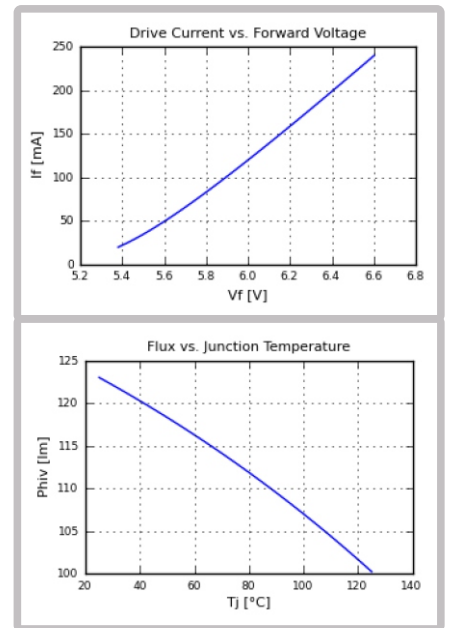 Drive Current vs. Forward Voltage
250
200
150
100
50
0
If [mA]
5.2 5.4 5.6 5.8 6.0 6.2 6.4 6.6 6.8
Vf [V]
Flux vs. Junction Temperature
125
120
115
110
105
100
Phiv [lm]
20 40 60 80 100 120 140
Tj [°C]